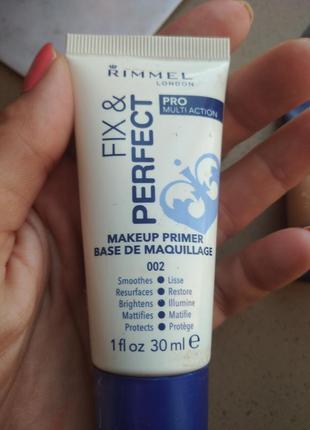 RIMMEL
LONDON
FIX &
PERFECT
PRO
MULTI ACTION
MAKEUP PRIMER
BASE DE MAQUILLAGE
002
Smoothes ● Lisse
Resurfaces ● Restore
Brightens ● Illumine
Mattifies ● Matifie
Protects ● Protège
1 fl oz 30 ml e